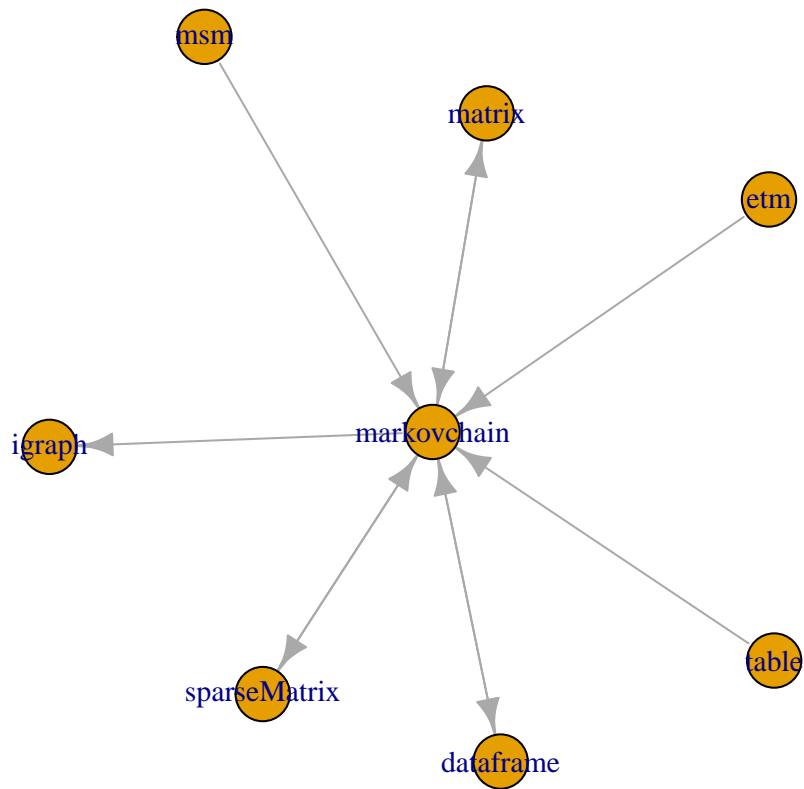 msm
matrix
etm
markovchain
igraph
table
sparseMatrix
dataframe